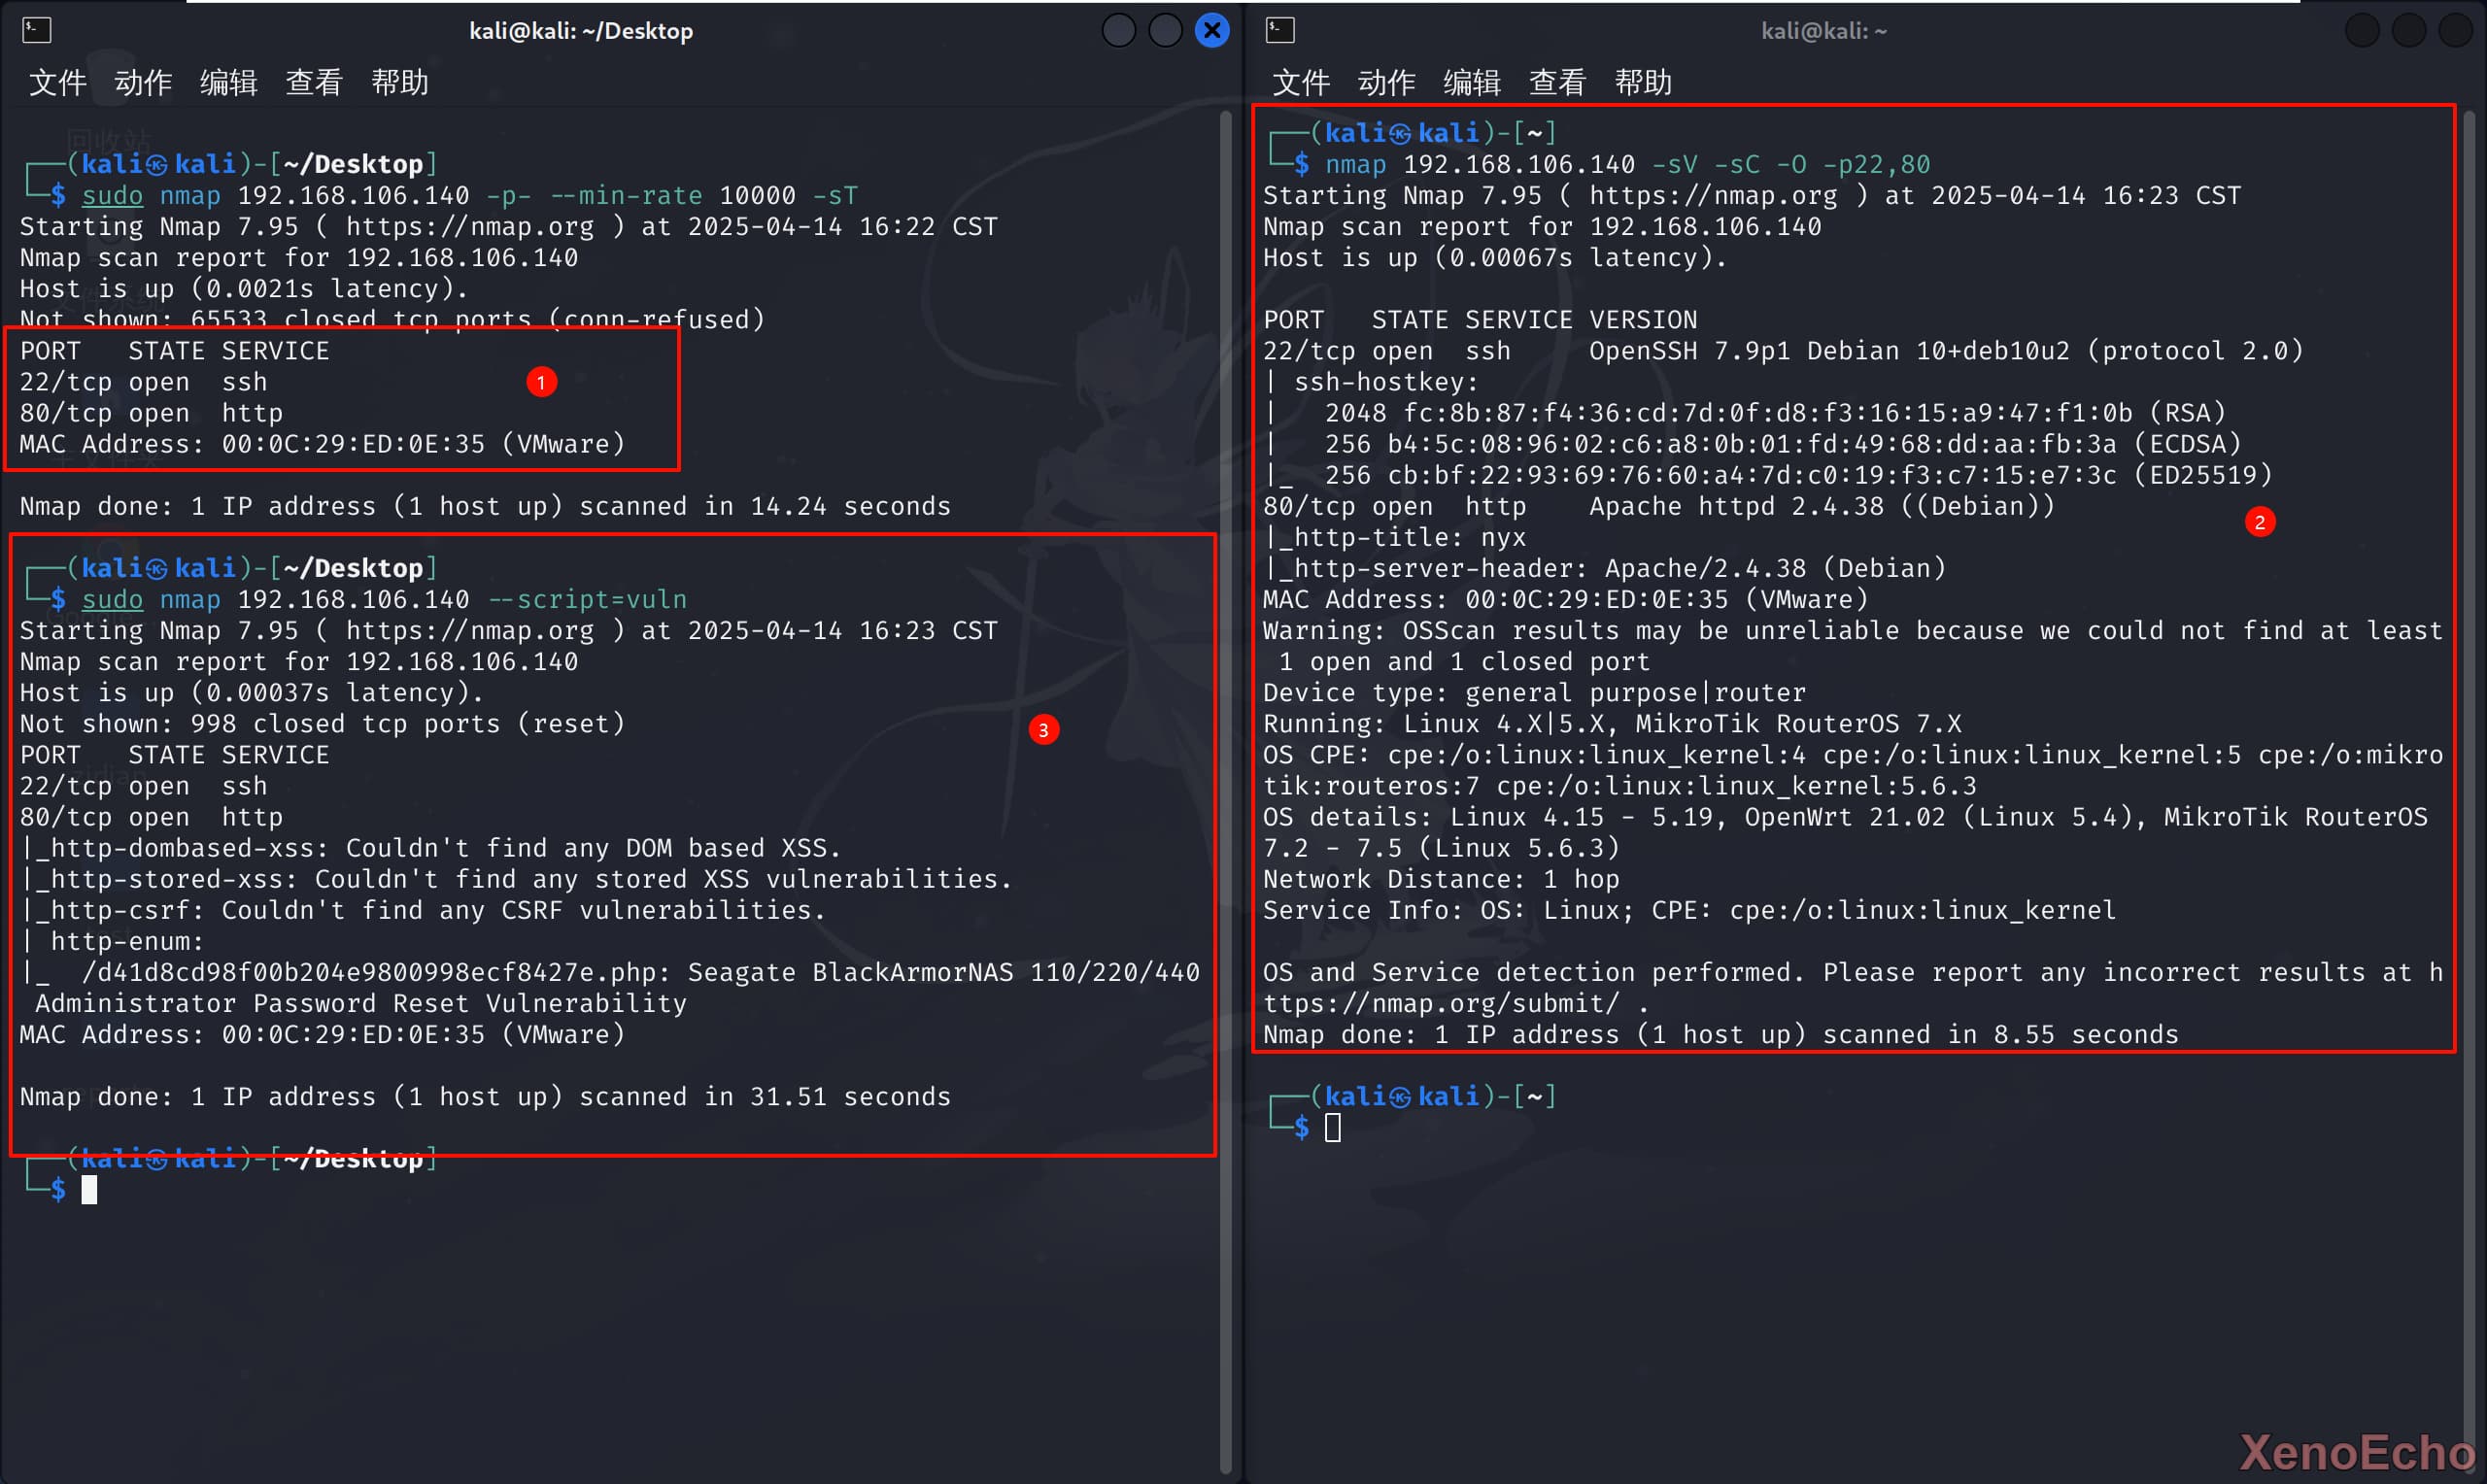 kali@kali: ~/Desktop
文件 动作 编辑 查看 帮助
┌──(kali㉿kali)-[~/Desktop]
└─$ sudo nmap 192.168.106.140 -p- --min-rate 10000 -sT
Starting Nmap 7.95 ( https://nmap.org ) at 2025-04-14 16:22 CST
Nmap scan report for 192.168.106.140
Host is up (0.0021s latency).
Not shown: 65533 closed tcp ports (conn-refused)
PORT   STATE SERVICE
22/tcp open  ssh
1
80/tcp open  http
MAC Address: 00:0C:29:ED:0E:35 (VMware)
Nmap done: 1 IP address (1 host up) scanned in 14.24 seconds
┌──(kali㉿kali)-[~/Desktop]
└─$ sudo nmap 192.168.106.140 --script=vuln
Starting Nmap 7.95 ( https://nmap.org ) at 2025-04-14 16:23 CST
Nmap scan report for 192.168.106.140
Host is up (0.00037s latency).
Not shown: 998 closed tcp ports (reset)
3
PORT   STATE SERVICE
22/tcp open  ssh
80/tcp open  http
|_http-dombased-xss: Couldn't find any DOM based XSS.
|_http-stored-xss: Couldn't find any stored XSS vulnerabilities.
|_http-csrf: Couldn't find any CSRF vulnerabilities.
| http-enum:
|_  /d41d8cd98f00b204e9800998ecf8427e.php: Seagate BlackArmorNAS 110/220/440
 Administrator Password Reset Vulnerability
MAC Address: 00:0C:29:ED:0E:35 (VMware)
Nmap done: 1 IP address (1 host up) scanned in 31.51 seconds
┌──(kali㉿kali)-[~/Desktop]
└─$
kali@kali: ~
文件 动作 编辑 查看 帮助
┌──(kali㉿kali)-[~]
└─$ nmap 192.168.106.140 -sV -sC -O -p22,80
Starting Nmap 7.95 ( https://nmap.org ) at 2025-04-14 16:23 CST
Nmap scan report for 192.168.106.140
Host is up (0.00067s latency).
PORT   STATE SERVICE VERSION
22/tcp open  ssh     OpenSSH 7.9p1 Debian 10+deb10u2 (protocol 2.0)
| ssh-hostkey:
|   2048 fc:8b:87:f4:36:cd:7d:0f:d8:f3:16:15:a9:47:f1:0b (RSA)
|   256 b4:5c:08:96:02:c6:a8:0b:01:fd:49:68:dd:aa:fb:3a (ECDSA)
|_  256 cb:bf:22:93:69:76:60:a4:7d:c0:19:f3:c7:15:e7:3c (ED25519)
80/tcp open  http    Apache httpd 2.4.38 ((Debian))
2
|_http-title: nyx
|_http-server-header: Apache/2.4.38 (Debian)
MAC Address: 00:0C:29:ED:0E:35 (VMware)
Warning: OSScan results may be unreliable because we could not find at least
 1 open and 1 closed port
Device type: general purpose|router
Running: Linux 4.X|5.X, MikroTik RouterOS 7.X
OS CPE: cpe:/o:linux:linux_kernel:4 cpe:/o:linux:linux_kernel:5 cpe:/o:mikro
tik:routeros:7 cpe:/o:linux:linux_kernel:5.6.3
OS details: Linux 4.15 - 5.19, OpenWrt 21.02 (Linux 5.4), MikroTik RouterOS
7.2 - 7.5 (Linux 5.6.3)
Network Distance: 1 hop
Service Info: OS: Linux; CPE: cpe:/o:linux:linux_kernel
OS and Service detection performed. Please report any incorrect results at h
ttps://nmap.org/submit/ .
Nmap done: 1 IP address (1 host up) scanned in 8.55 seconds
┌──(kali㉿kali)-[~]
└─$
XenoEcho